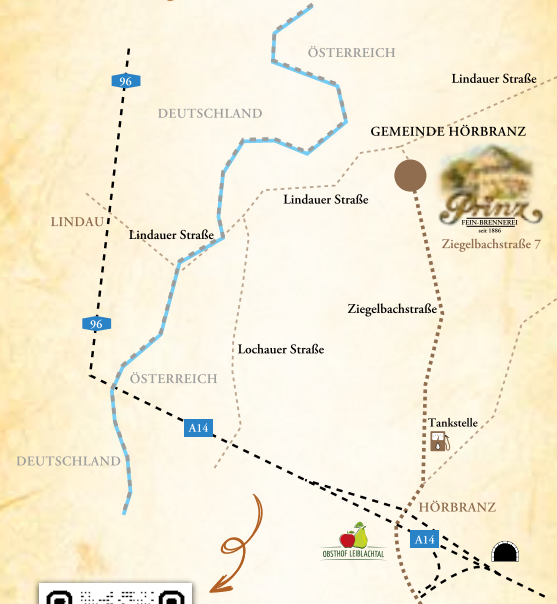 ÖSTERREICH
96
Lindauer Straße
DEUTSCHLAND
GEMEINDE HÖRBRANZ
Prinz
FEIN-BRENNEREI
seit 1886
Lindauer Straße
LINDAU
Lindauer Straße
Ziegelbachstraße 7
Ziegelbachstraße
96
Lochauer Straße
ÖSTERREICH
A14
Tankstelle
DEUTSCHLAND
HÖRBRANZ
A14
OBSTHOF LEIBLACHTAL